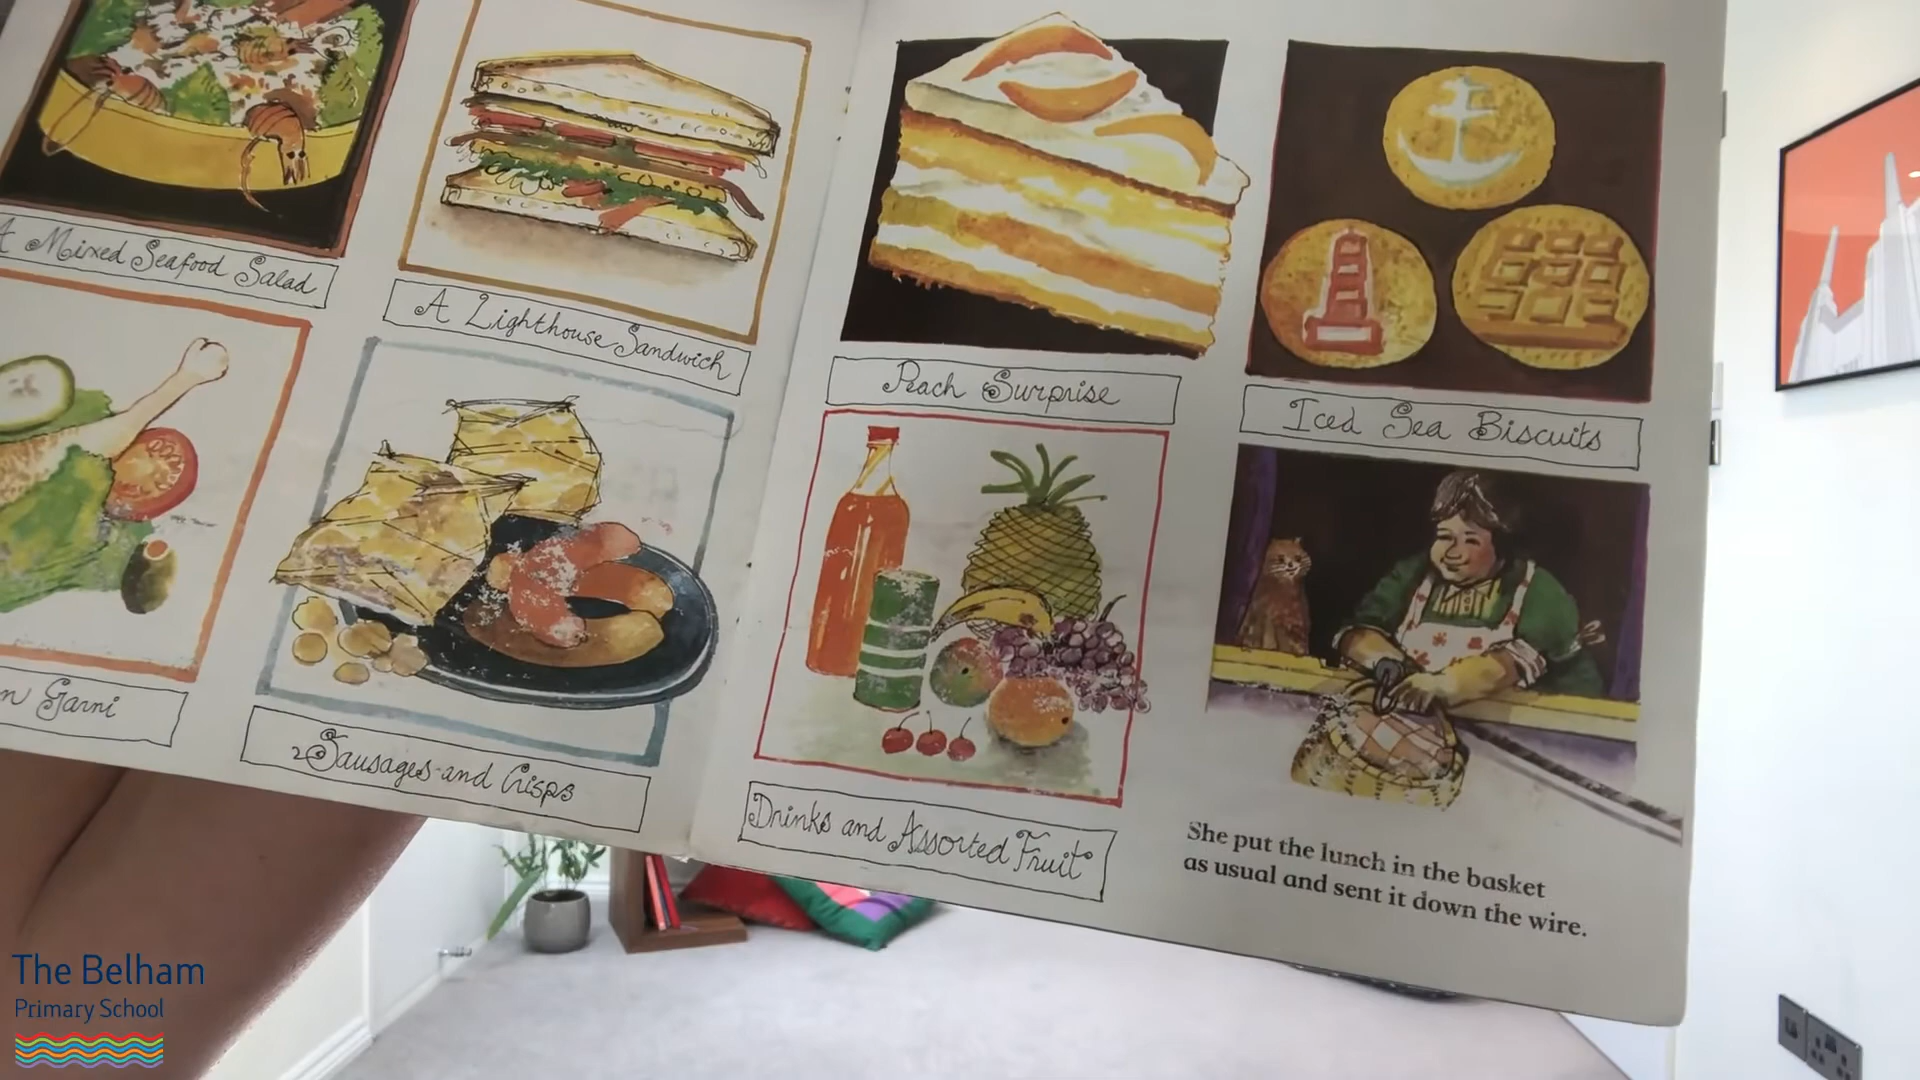 A Mixed Seafood Salad
A Lighthouse Sandwich
Peach Surprise
Iced Sea Biscuits
Garni
Sausages and Crisps
Drinks and Assorted Fruit
She put the lunch in the basket
as usual and sent it down the wire.
The Belham
Primary School